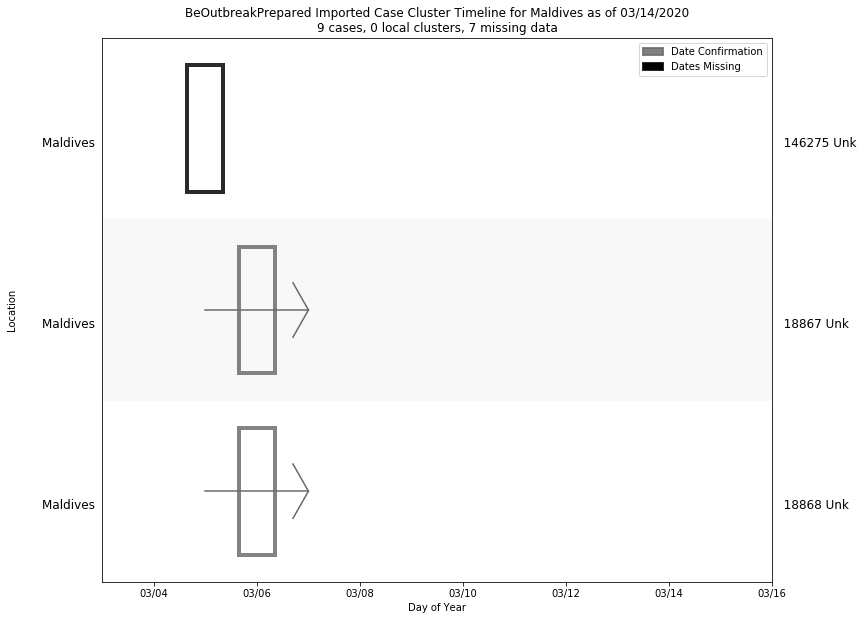 BeOutbreakPrepared Imported Case Cluster Timeline for Maldives as of 03/14/2020
9 cases, 0 local clusters, 7 missing data
Date Confirmation
Dates Missing
Maldives
146275 Unk
Maldives
18867 Unk
Maldives
18868 Unk
Location
03/04 03/06 03/08 03/10 03/12 03/14 03/16
Day of Year